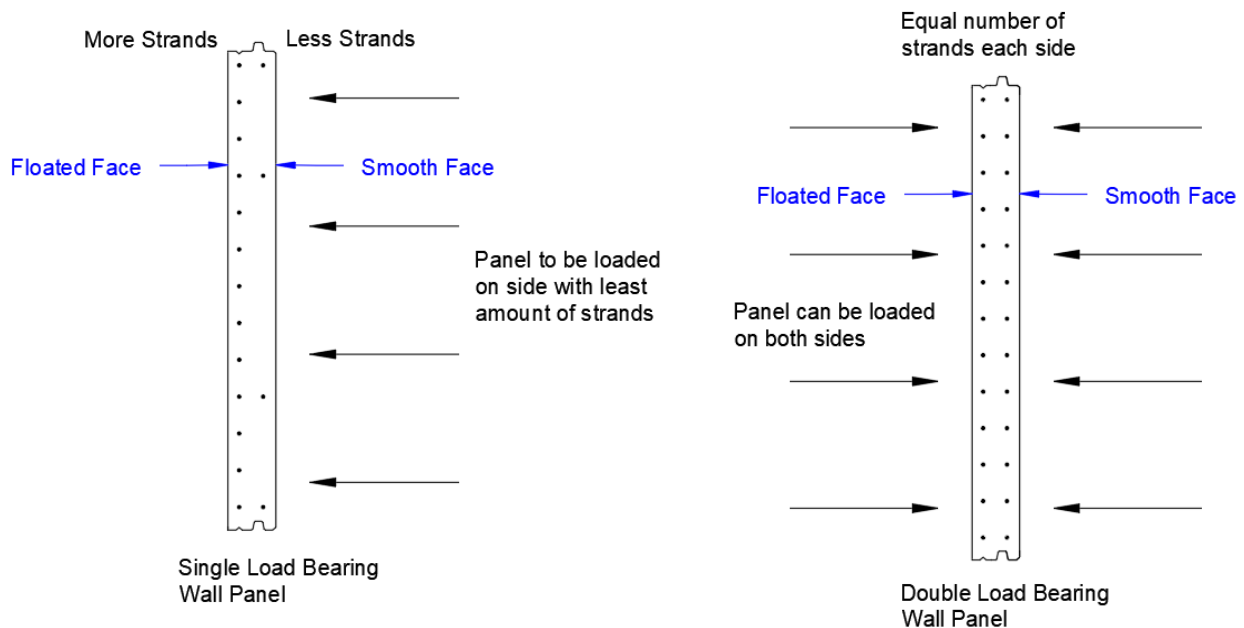 More Strands
Less Strands
Floated Face
Smooth Face
Panel to be loaded
on side with least
amount of strands
Single Load Bearing
Wall Panel
Equal number of
strands each side
Floated Face
Smooth Face
Panel can be loaded
on both sides
Double Load Bearing
Wall Panel